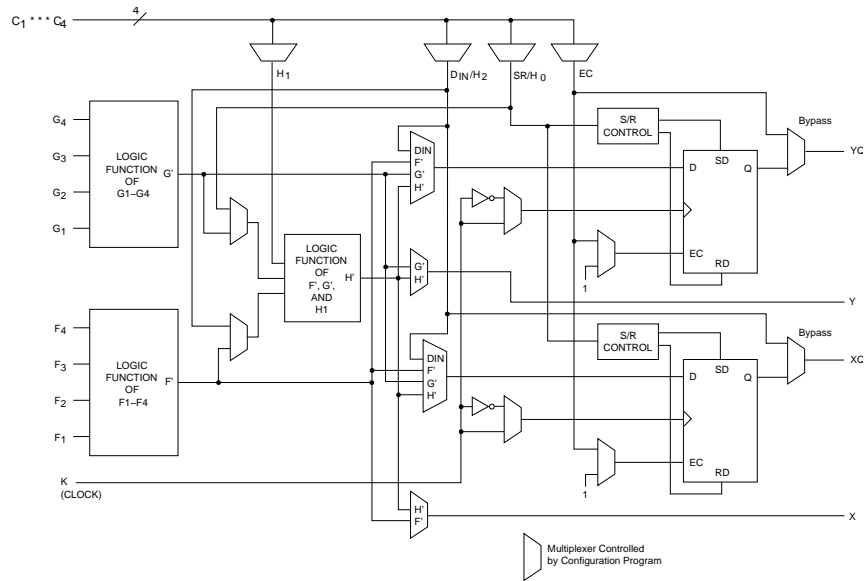 C1 * * * C4
4
H1
DIN/H2
SR/H0
EC
G4
G3
G2
G1
LOGIC
FUNCTION
OF
G1–G4
G'
DIN
F'
G'
H'
S/R
CONTROL
D
SD
Q
EC
RD
1
Bypass
YQ
LOGIC
FUNCTION
OF
F', G',
AND
H1
H'
G'
H'
Y
F4
F3
F2
F1
LOGIC
FUNCTION
OF
F1–F4
F'
DIN
F'
G'
H'
S/R
CONTROL
D
SD
Q
EC
RD
1
Bypass
XQ
K
(CLOCK)
H'
F'
X
Multiplexer Controlled
by Configuration Program